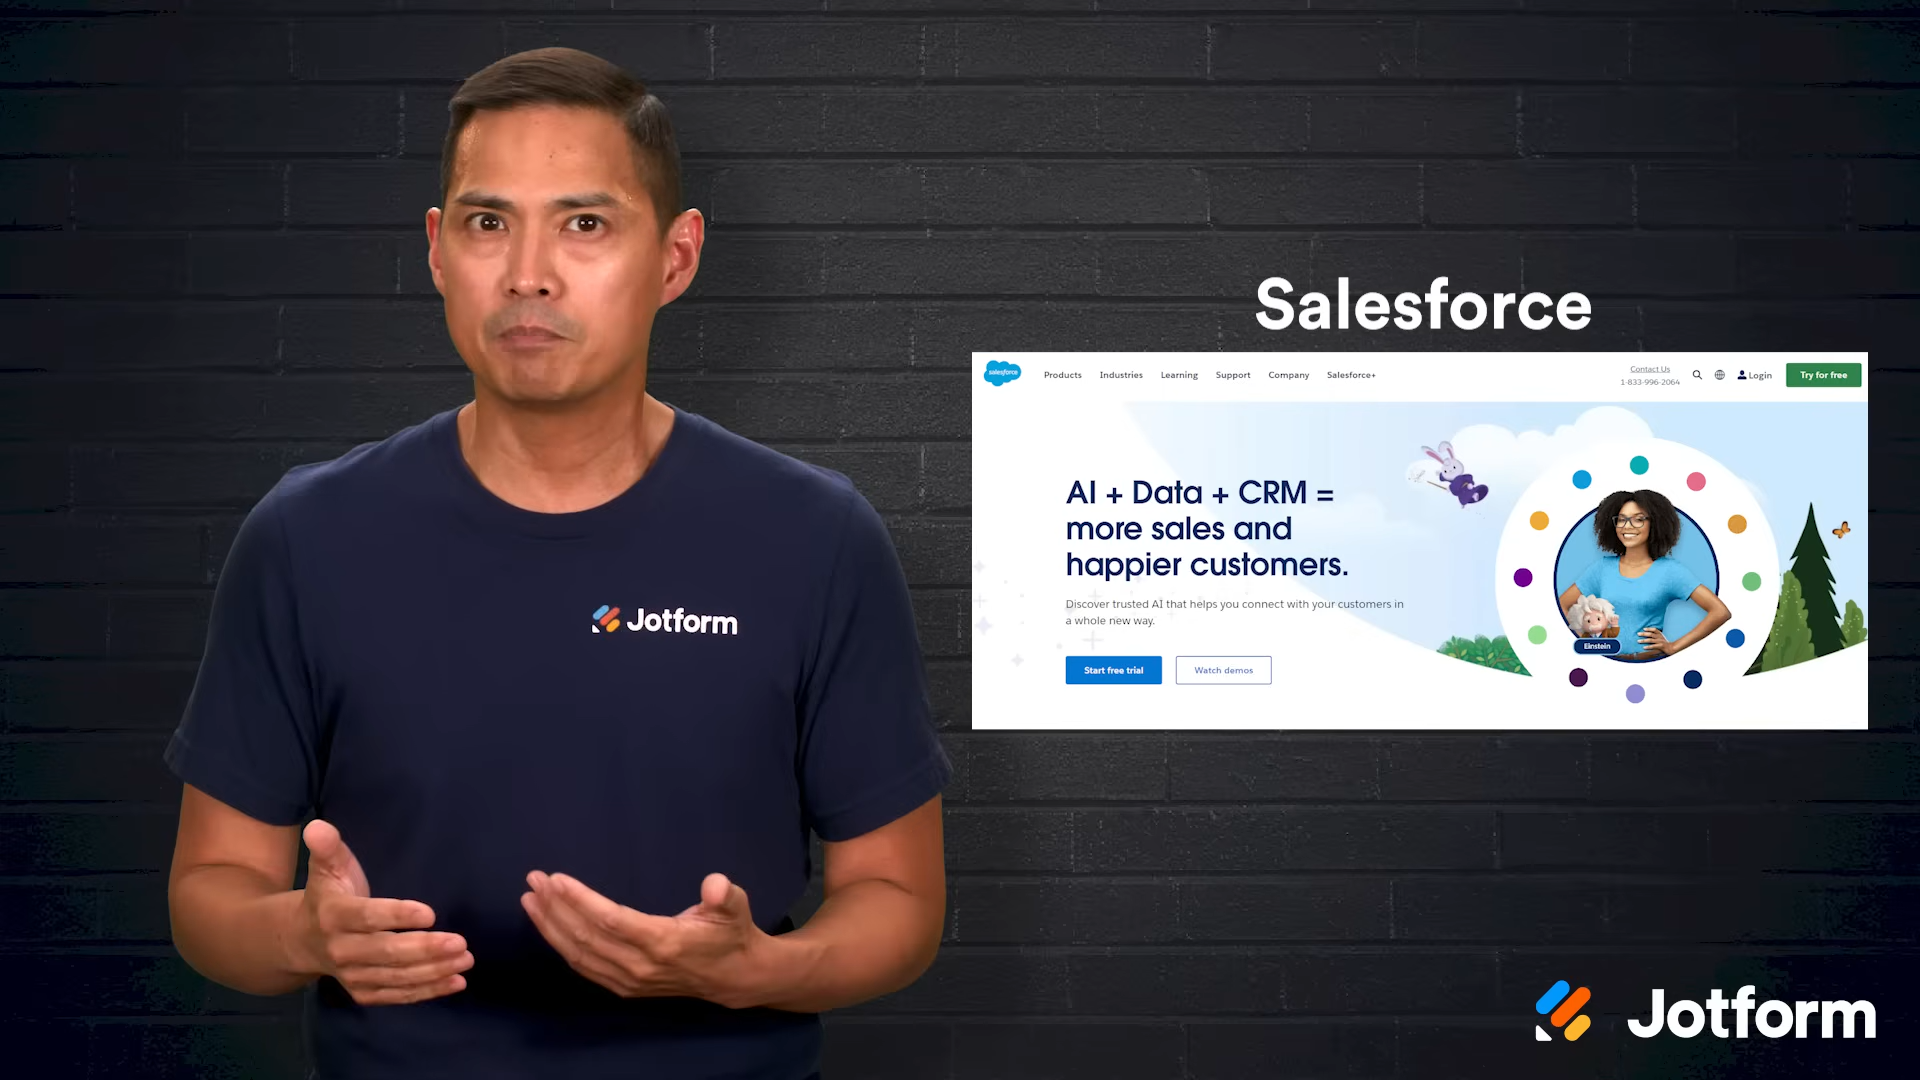 Salesforce
salesforce
Products Industries Learning Support Company Salesforce+
Contact Us
1-833-996-2064
Login
Try for free
AI + Data + CRM =
more sales and
happier customers.
Discover trusted AI that helps you connect with your customers in
a whole new way.
Einstein
Start free trial Watch demos
Jotform
Jotform